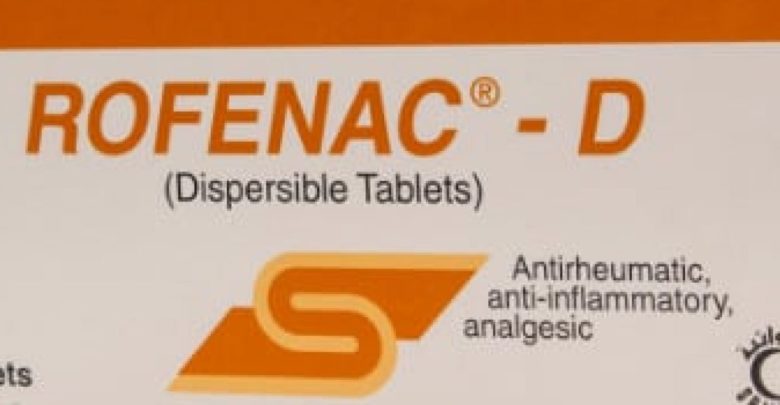 ROFENAC® - D
(Dispersible Tablets)
Antirheumatic,
anti-inflammatory,
analgesic